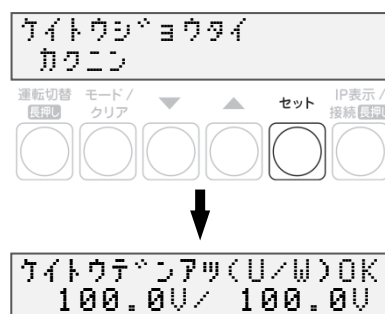 ケイトウジョウタイ
カクニン
運転切替 長押し
モード/クリア
▼
▲
セット
IP表示/接続 長押し
ケイトウデンアツ(U/W)OK
100.0V/ 100.0V